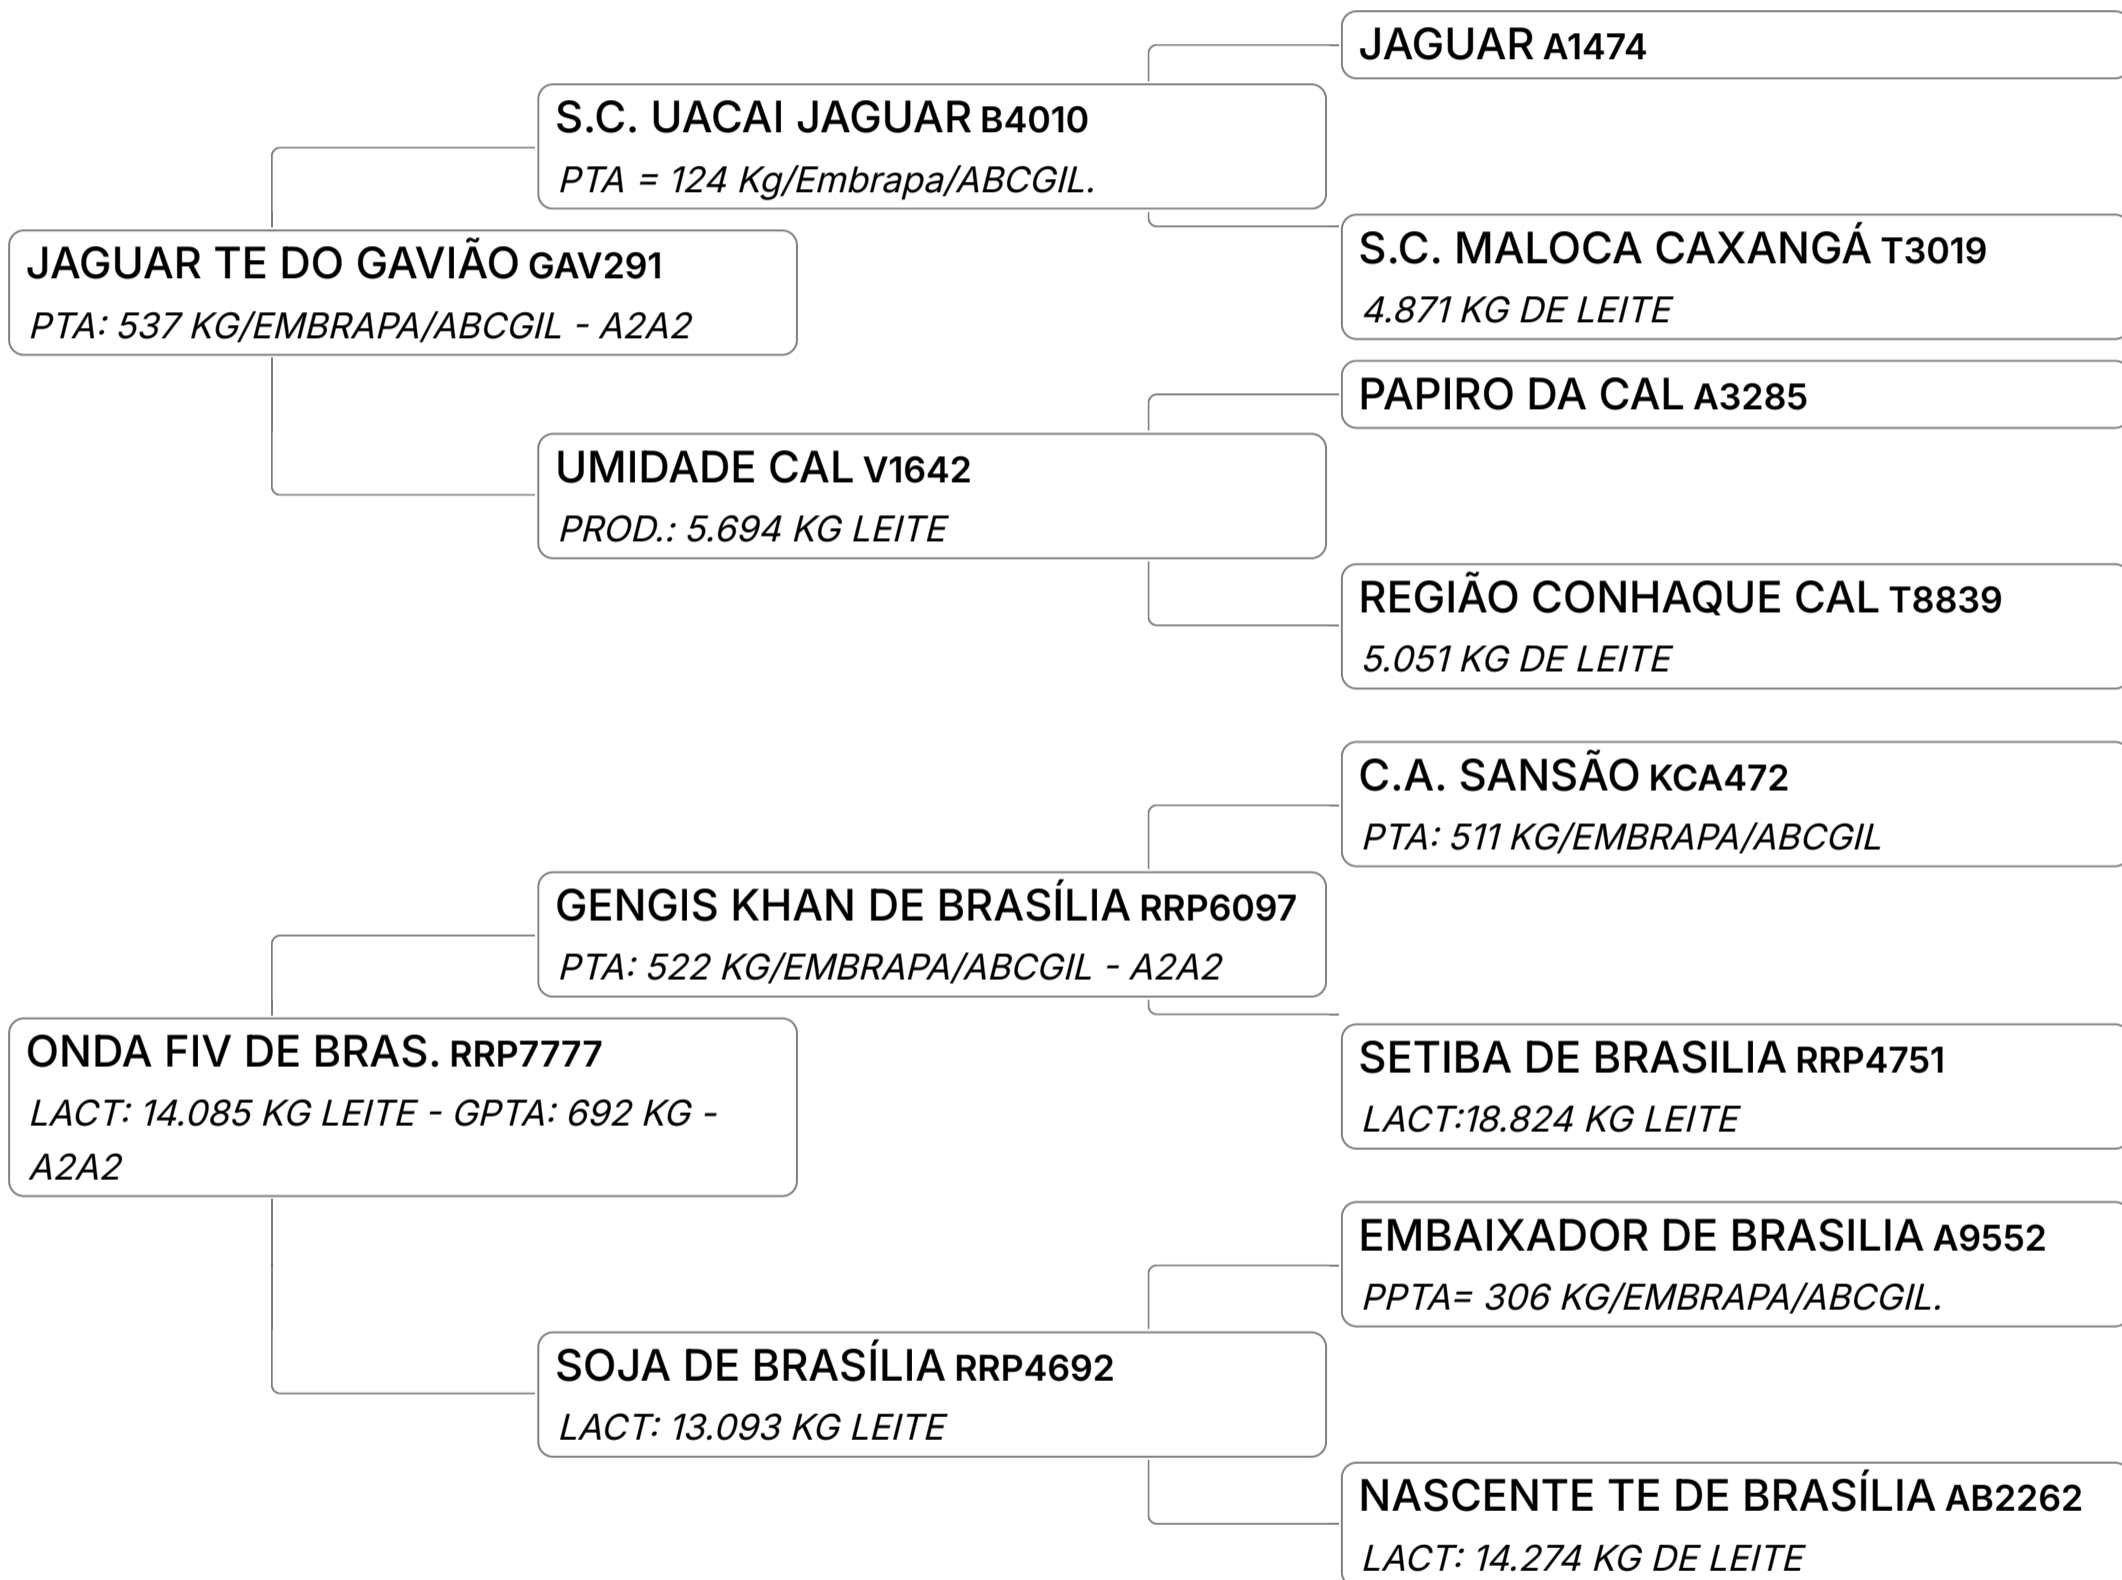 JAGUAR A1474
S.C. UACAI JAGUAR B4010
PTA = 124 Kg/Embrapa/ABCGIL.
S.C. MALOCA CAXANGÁ T3019
4.871 KG DE LEITE
JAGUAR TE DO GAVIÃO GAV291
PTA: 537 KG/EMBRAPA/ABCGIL - A2A2
PAPIRO DA CAL A3285
UMIDADE CAL V1642
PROD.: 5.694 KG LEITE
REGIÃO CONHAQUE CAL T8839
5.051 KG DE LEITE
C.A. SANSÃO KCA472
PTA: 511 KG/EMBRAPA/ABCGIL
GENGIS KHAN DE BRASÍLIA RRP6097
PTA: 522 KG/EMBRAPA/ABCGIL - A2A2
SETIBA DE BRASILIA RRP4751
LACT:18.824 KG LEITE
ONDA FIV DE BRAS. RRP7777
LACT: 14.085 KG LEITE - GPTA: 692 KG -
A2A2
EMBAIXADOR DE BRASILIA A9552
PPTA= 306 KG/EMBRAPA/ABCGIL.
SOJA DE BRASÍLIA RRP4692
LACT: 13.093 KG LEITE
NASCENTE TE DE BRASÍLIA AB2262
LACT: 14.274 KG DE LEITE